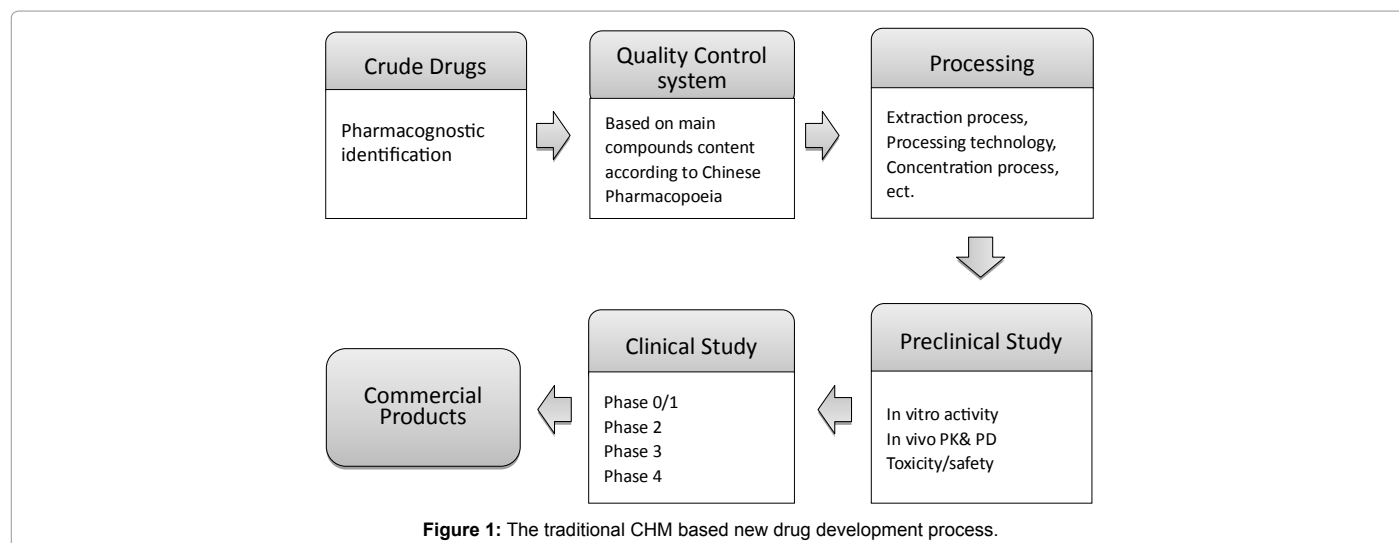 Crude Drugs
Pharmacognostic
identification
Quality Control
system
Based on main
compounds content
according to Chinese
Pharmacopoeia
Processing
Extraction process,
Processing technology,
Concentration process,
ect.
Preclinical Study
In vitro activity
In vivo PK& PD
Toxicity/safety
Clinical Study
Phase 0/1
Phase 2
Phase 3
Phase 4
Commercial
Products
Figure 1: The traditional CHM based new drug development process.